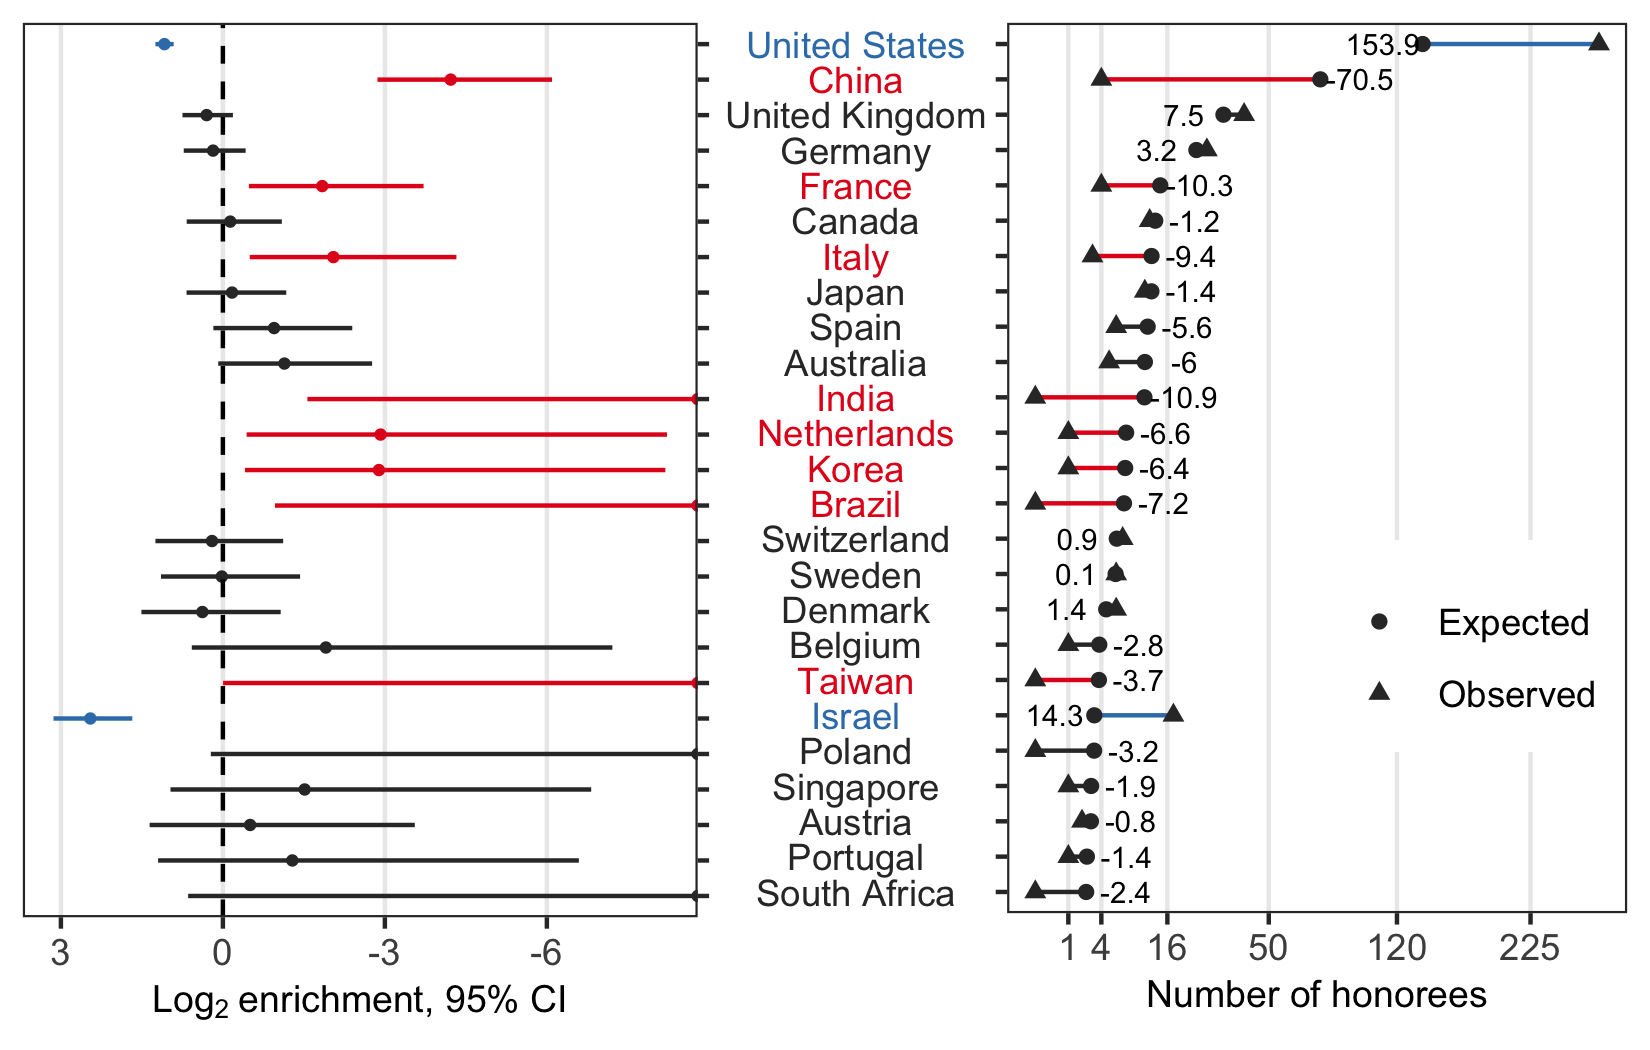 United States 153.9
China -70.5
United Kingdom 7.5
Germany 3.2
France -10.3
Canada -1.2
Italy -9.4
Japan -1.4
Spain -5.6
Australia -6
India -10.9
Netherlands -6.6
Korea -6.4
Brazil -7.2
Switzerland 0.9
Sweden 0.1
Denmark 1.4
Belgium -2.8
Taiwan -3.7
Israel 14.3
Poland -3.2
Singapore -1.9
Austria -0.8
Portugal -1.4
South Africa -2.4
Expected
Observed
3 0 -3 -6
Log2 enrichment, 95% CI
1 4 16 50 120 225
Number of honorees